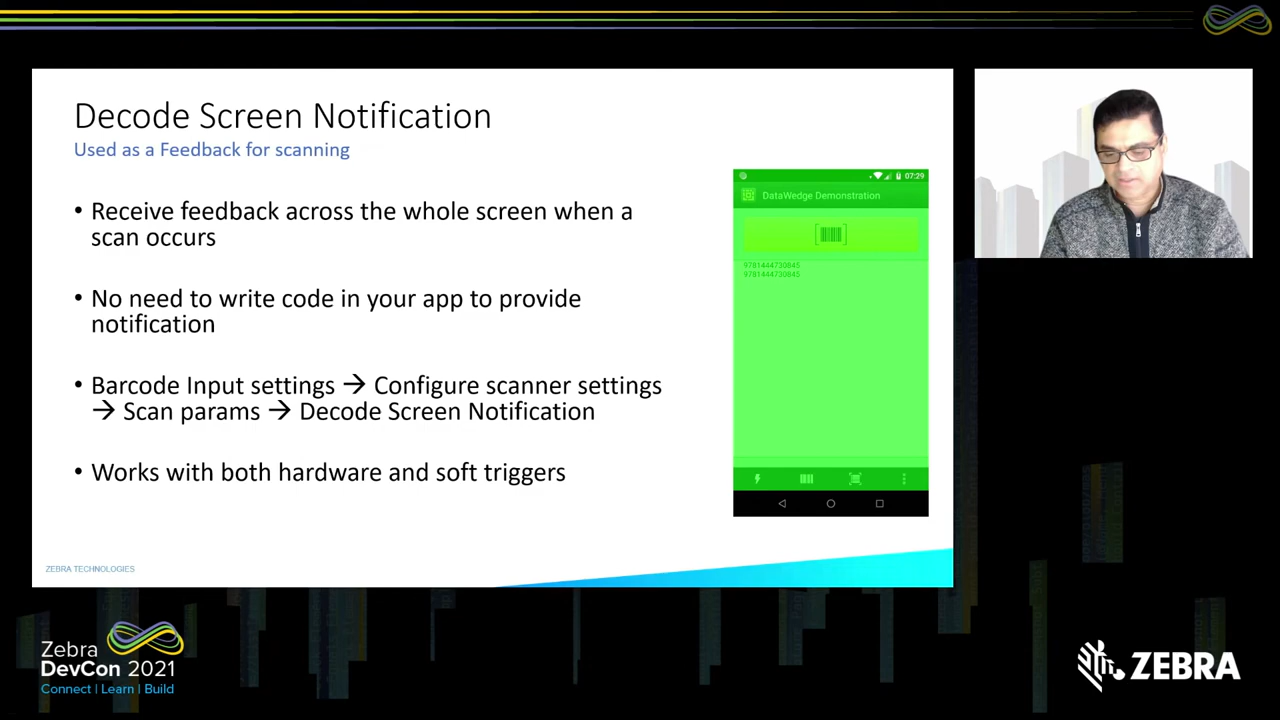 Decode Screen Notification
Used as a Feedback for scanning
• Receive feedback across the whole screen when a
scan occurs
• No need to write code in your app to provide
notification
• Barcode Input settings → Configure scanner settings
→ Scan params → Decode Screen Notification
• Works with both hardware and soft triggers
07:29
DataWedge Demonstration
9781444730845
9781444730845
ZEBRA TECHNOLOGIES
Zebra
DevCon 2021
Connect | Learn | Build
ZEBRA